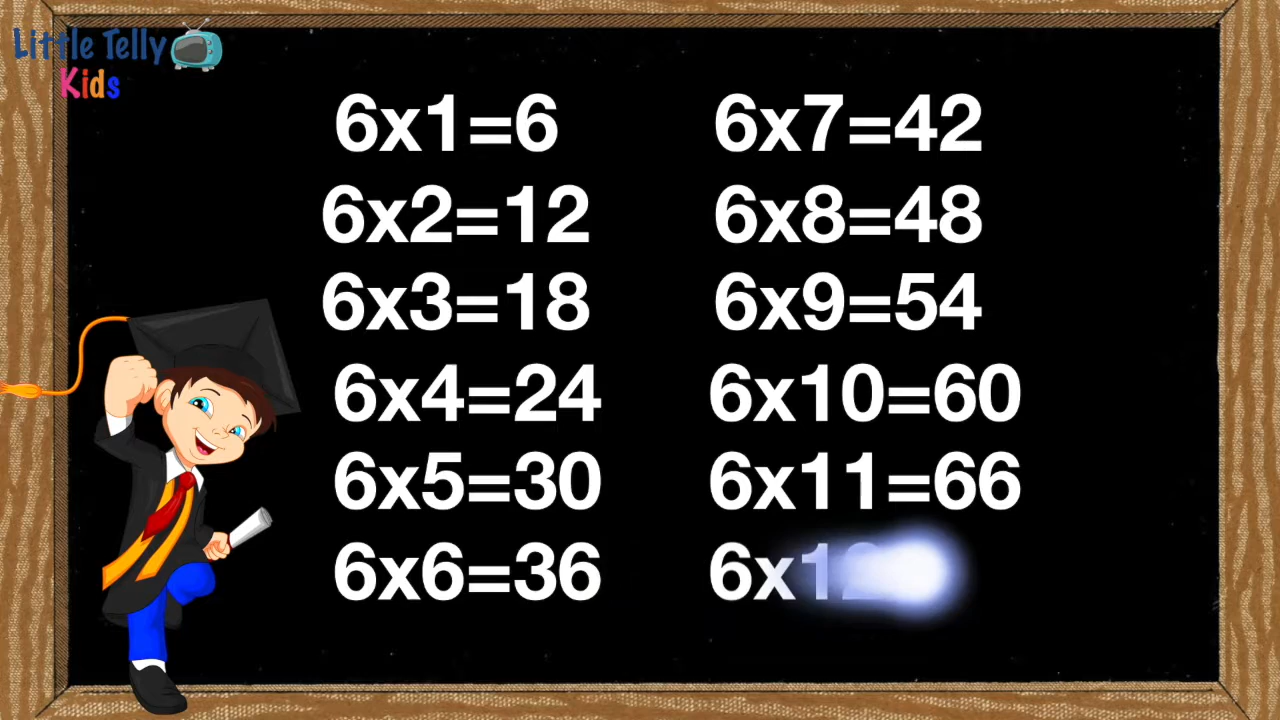 Little Telly
Kids
6x1=6
6x2=12
6x3=18
6x4=24
6x5=30
6x6=36
6x7=42
6x8=48
6x9=54
6x10=60
6x11=66
6x12